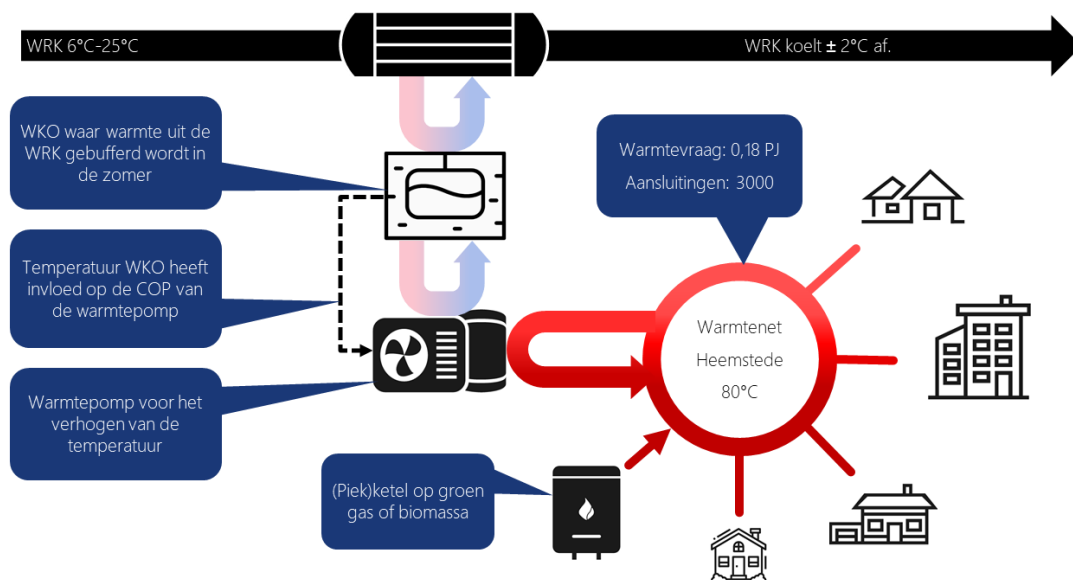 WRK 6°C-25°C
WRK koelt ± 2°C af.
WKO waar warmte uit de
WRK gebufferd wordt in
de zomer
Warmtevraag: 0,18 PJ
Aansluitingen: 3000
Temperatuur WKO heeft
invloed op de COP van
de warmtepomp
Warmtenet
Heemstede
80°C
Warmtepomp voor het
verhogen van de
temperatuur
(Piek)ketel op groen
gas of biomassa